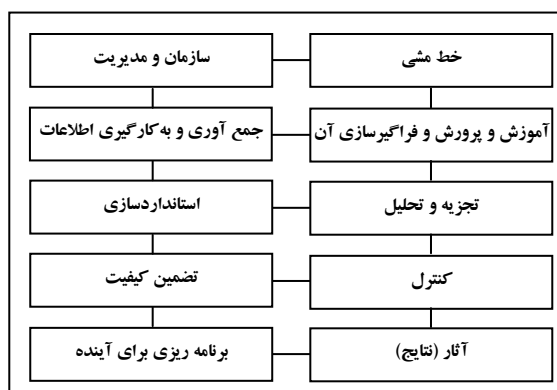 خط مشی
سازمان و مدیریت
آموزش و پرورش و فراگیرسازی آن
جمع آوری و به‌کارگیری اطلاعات
تجزیه و تحلیل
استانداردسازی
کنترل
تضمین کیفیت
آثار (نتایج)
برنامه ریزی برای آینده